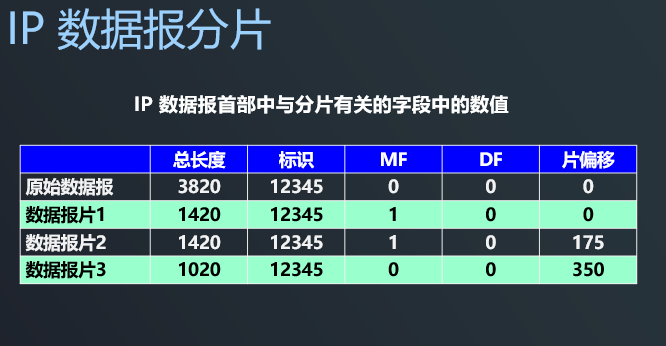 IP 数据报分片
IP 数据报首部中与分片有关的字段中的数值
总长度 标识 MF DF 片偏移
原始数据报 3820 12345 0 0 0
数据报片1 1420 12345 1 0 0
数据报片2 1420 12345 1 0 175
数据报片3 1020 12345 0 0 350